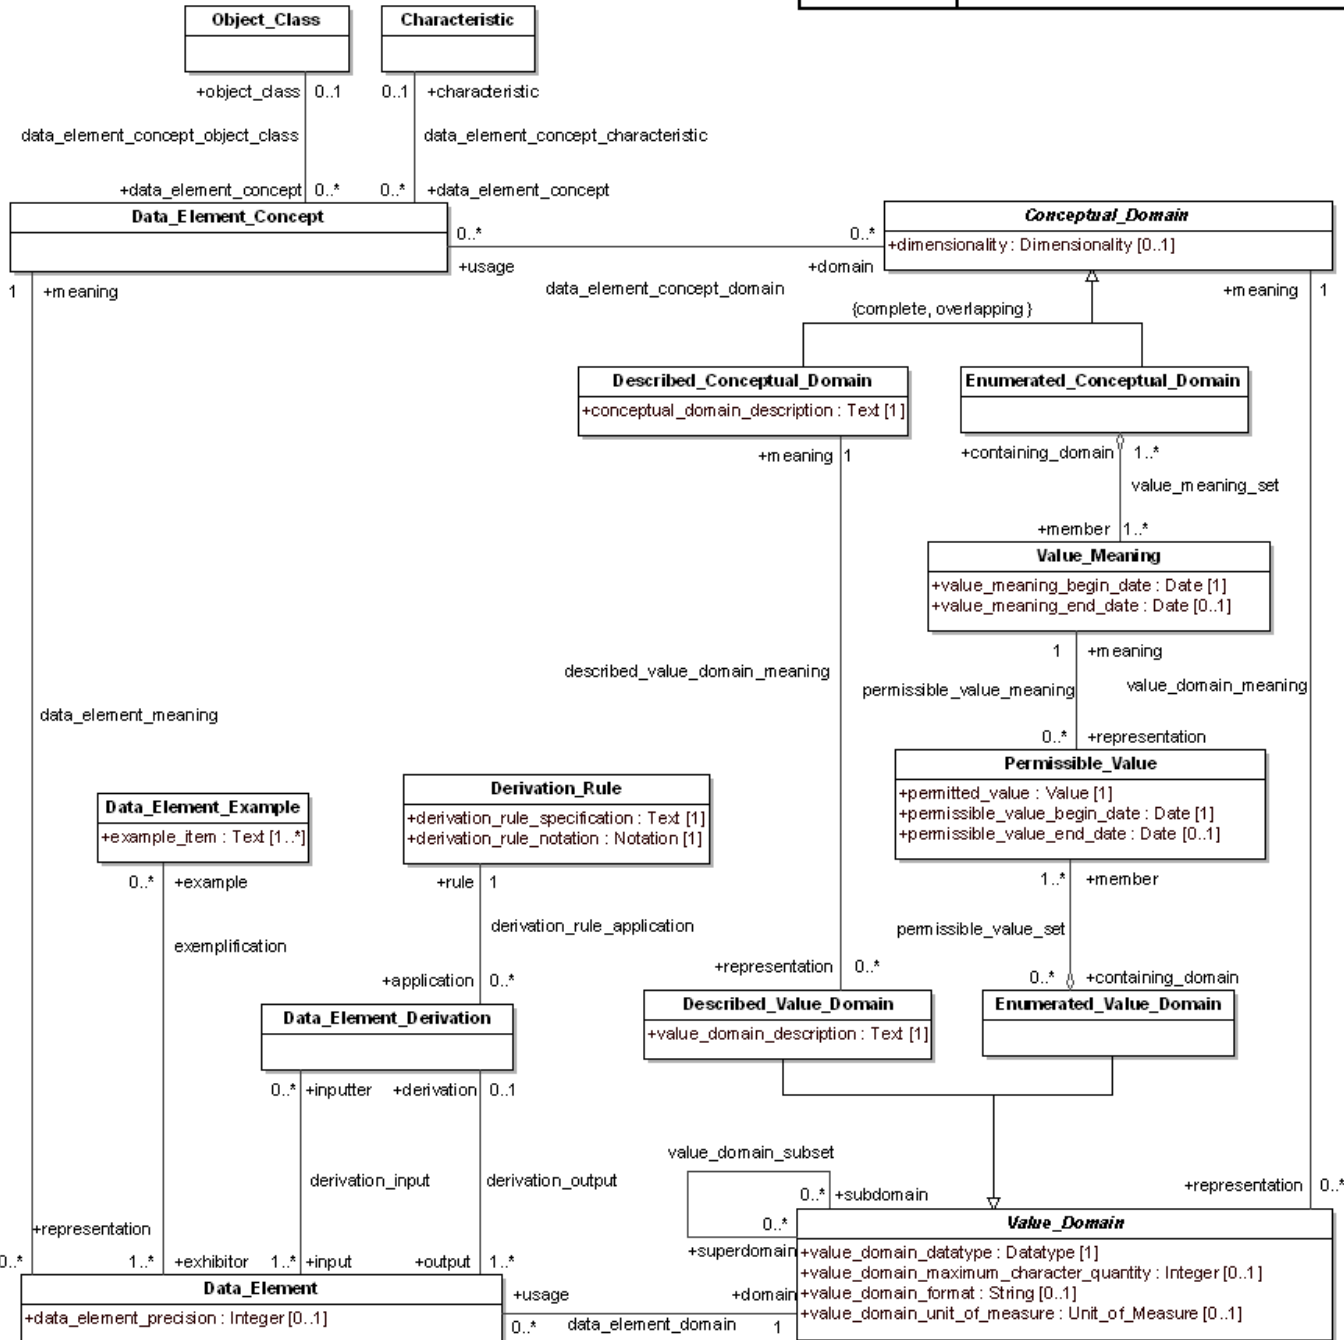 Object_Class
Characteristic
+object_class 0..1 0..1 +characteristic
data_element_concept_object_class data_element_concept_characteristic
+data_element_concept 0..* 0..* +data_element_concept
Data_Element_Concept
Conceptual_Domain
+dimensionality : Dimensionality [0..1]
0..* 0..*
+usage +domain
data_element_concept_domain
1 +meaning
+meaning 1
{complete, overlapping }
Described_Conceptual_Domain
+conceptual_domain_description : Text [1]
Enumerated_Conceptual_Domain
+meaning 1
+containing_domain 1..*
value_meaning_set
+member 1..*
Value_Meaning
+value_meaning_begin_date : Date [1]
+value_meaning_end_date : Date [0..1]
1 +meaning
described_value_domain_meaning
permissible_value_meaning
value_domain_meaning
data_element_meaning
0..* +representation
Permissible_Value
+permitted_value : Value [1]
+permissible_value_begin_date : Date [1]
+permissible_value_end_date : Date [0..1]
Data_Element_Example
+example_item : Text [1..*]
Derivation_Rule
+derivation_rule_specification : Text [1]
+derivation_rule_notation : Notation [1]
0..* +example
+rule 1
1..* +member
derivation_rule_application
permissible_value_set
exemplification
+representation 0..*
0..* +containing_domain
+application 0..*
Described_Value_Domain
+value_domain_description : Text [1]
Enumerated_Value_Domain
Data_Element_Derivation
0..* +inputter +derivation 0..1
value_domain_subset
derivation_input derivation_output
0..* +subdomain
+representation 0..*
0..*
+superdomain
Value_Domain
+value_domain_datatype : Datatype [1]
+value_domain_maximum_character_quantity : Integer [0..1]
+value_domain_format : String [0..1]
+value_domain_unit_of_measure : Unit_of_Measure [0..1]
+representation
0..* 1..* +exhibitor 1..* +input +output 1..*
Data_Element
+data_element_precision : Integer [0..1]
+usage +domain
0..* data_element_domain 1